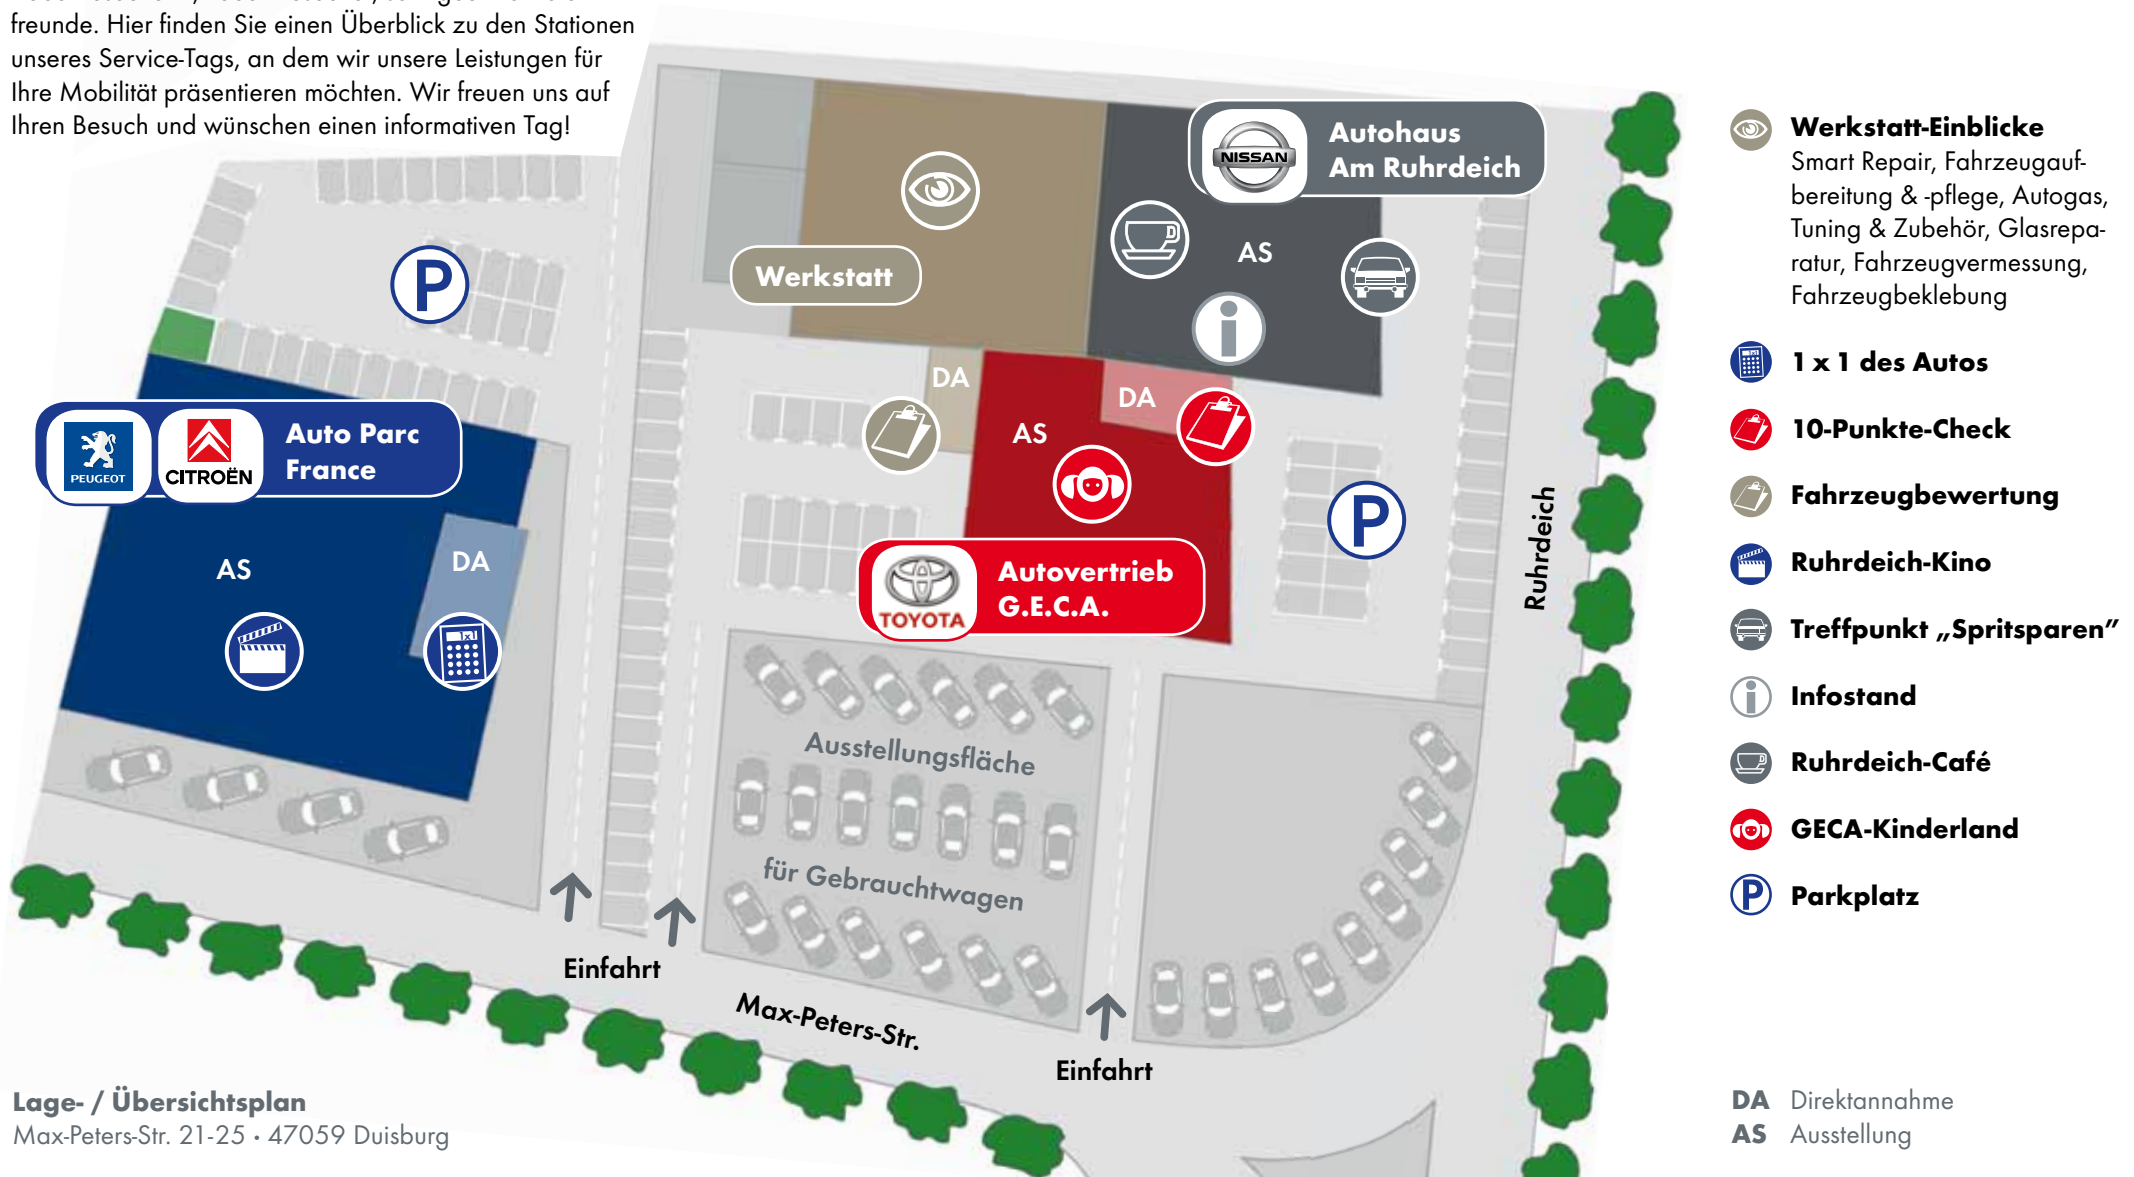 freunde. Hier finden Sie einen Überblick zu den Stationen
unseres Service-Tags, an dem wir unsere Leistungen für
Ihre Mobilität präsentieren möchten. Wir freuen uns auf
Ihren Besuch und wünschen einen informativen Tag!
NISSAN
Autohaus
Am Ruhrdeich
Werkstatt
AS
P
DA
DA
AS
PEUGEOT
CITROËN
Auto Parc
France
AS
DA
1x1
P
TOYOTA
Autovertrieb
G.E.C.A.
Ruhrdeich
Ausstellungsfläche
für Gebrauchtwagen
Einfahrt
Max-Peters-Str.
Einfahrt
Lage- / Übersichtsplan
Max-Peters-Str. 21-25 • 47059 Duisburg
Werkstatt-Einblicke
Smart Repair, Fahrzeugauf-
bereitung & -pflege, Autogas,
Tuning & Zubehör, Glasrepa-
ratur, Fahrzeugvermessung,
Fahrzeugbeklebung
1 x 1 des Autos
10-Punkte-Check
Fahrzeugbewertung
Ruhrdeich-Kino
Treffpunkt „Spritsparen”
Infostand
Ruhrdeich-Café
GECA-Kinderland
P Parkplatz
DA Direktannahme
AS Ausstellung